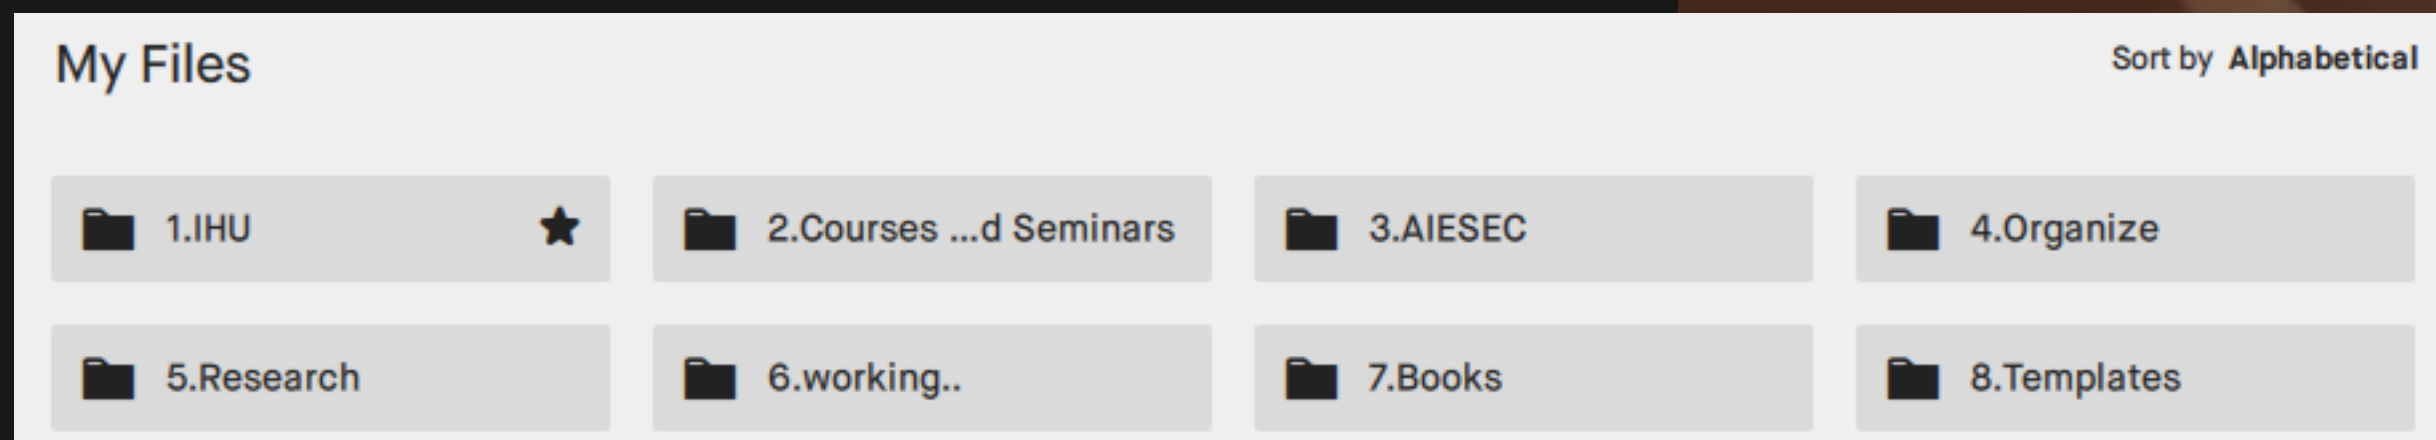 My Files
Sort by Alphabetical
1.IHU
2.Courses ...d Seminars
3.AIESEC
4.Organize
5.Research
6.working..
7.Books
8.Templates